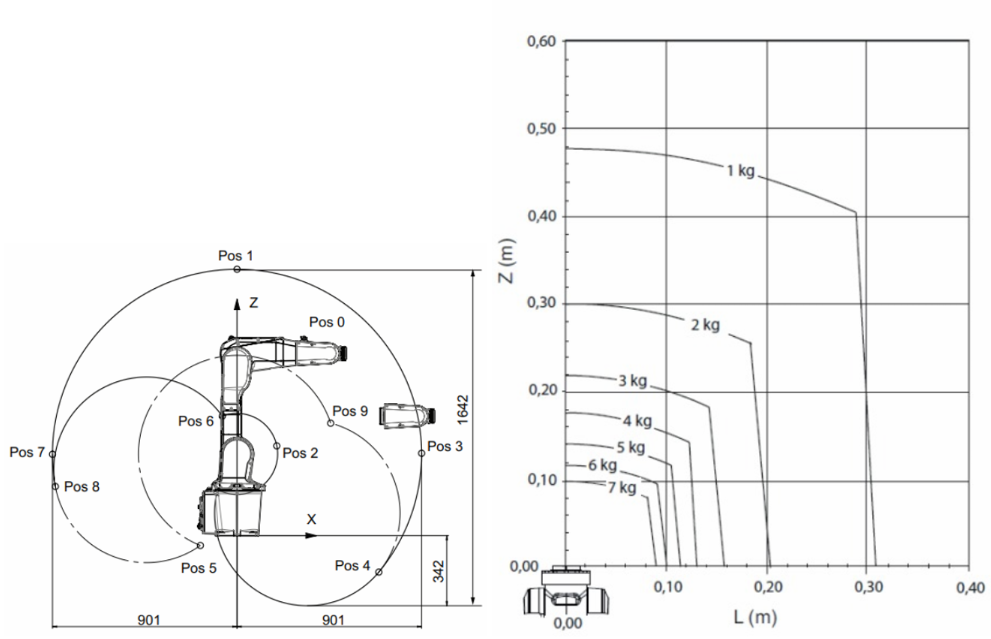 Pos 1
Z
Pos 0
Pos 9
Pos 6
Pos 7
Pos 2
Pos 3
Pos 8
X
Pos 5
Pos 4
1642
342
901
901
0,60
0,50
0,40
0,30
0,20
0,10
0,00
Z (m)
1 kg
2 kg
3 kg
4 kg
5 kg
6 kg
7 kg
0,00
0,10
0,20
0,30
0,40
L (m)